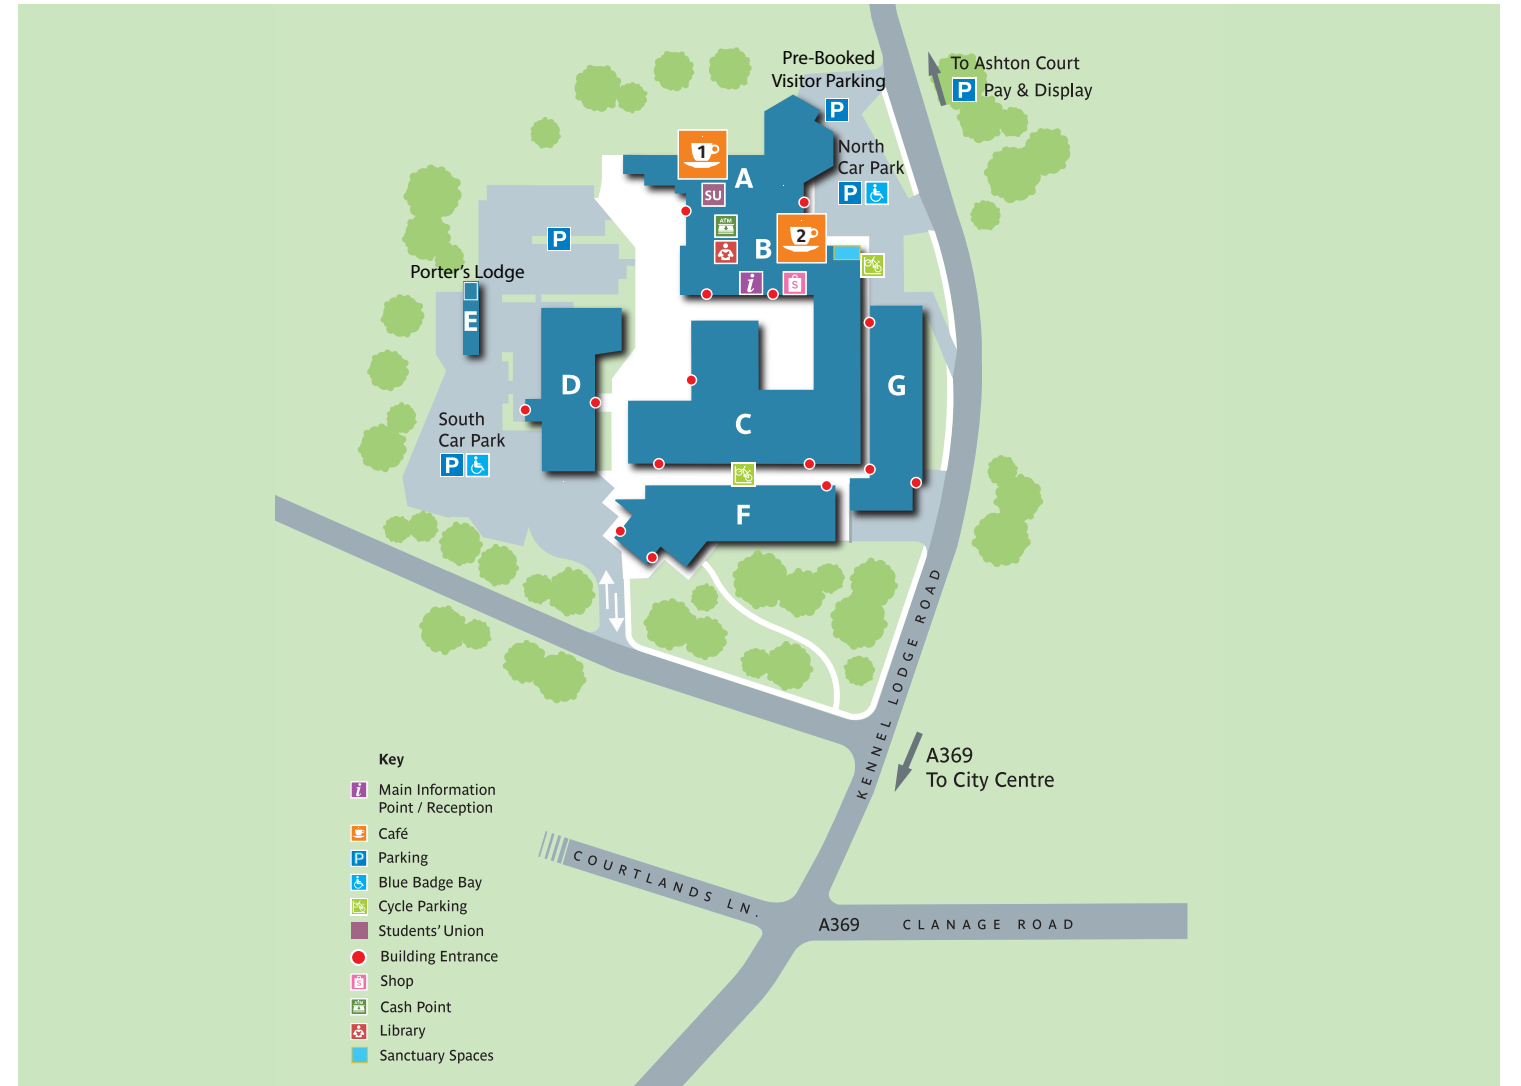 Pre-Booked
Visitor Parking
P
To Ashton Court
P Pay & Display
1
North
Car Park
P
A
SU
ATM
B
2
P
i
S
Porter's Lodge
E
D
G
C
South
Car Park
P
F
KENNEL LODGE ROAD
A369
To City Centre
Key
i Main Information
Point / Reception
Café
P Parking
Blue Badge Bay
Cycle Parking
Students' Union
Building Entrance
S Shop
ATM Cash Point
Library
Sanctuary Spaces
COURTLANDS LN.
A369 CLANAGE ROAD